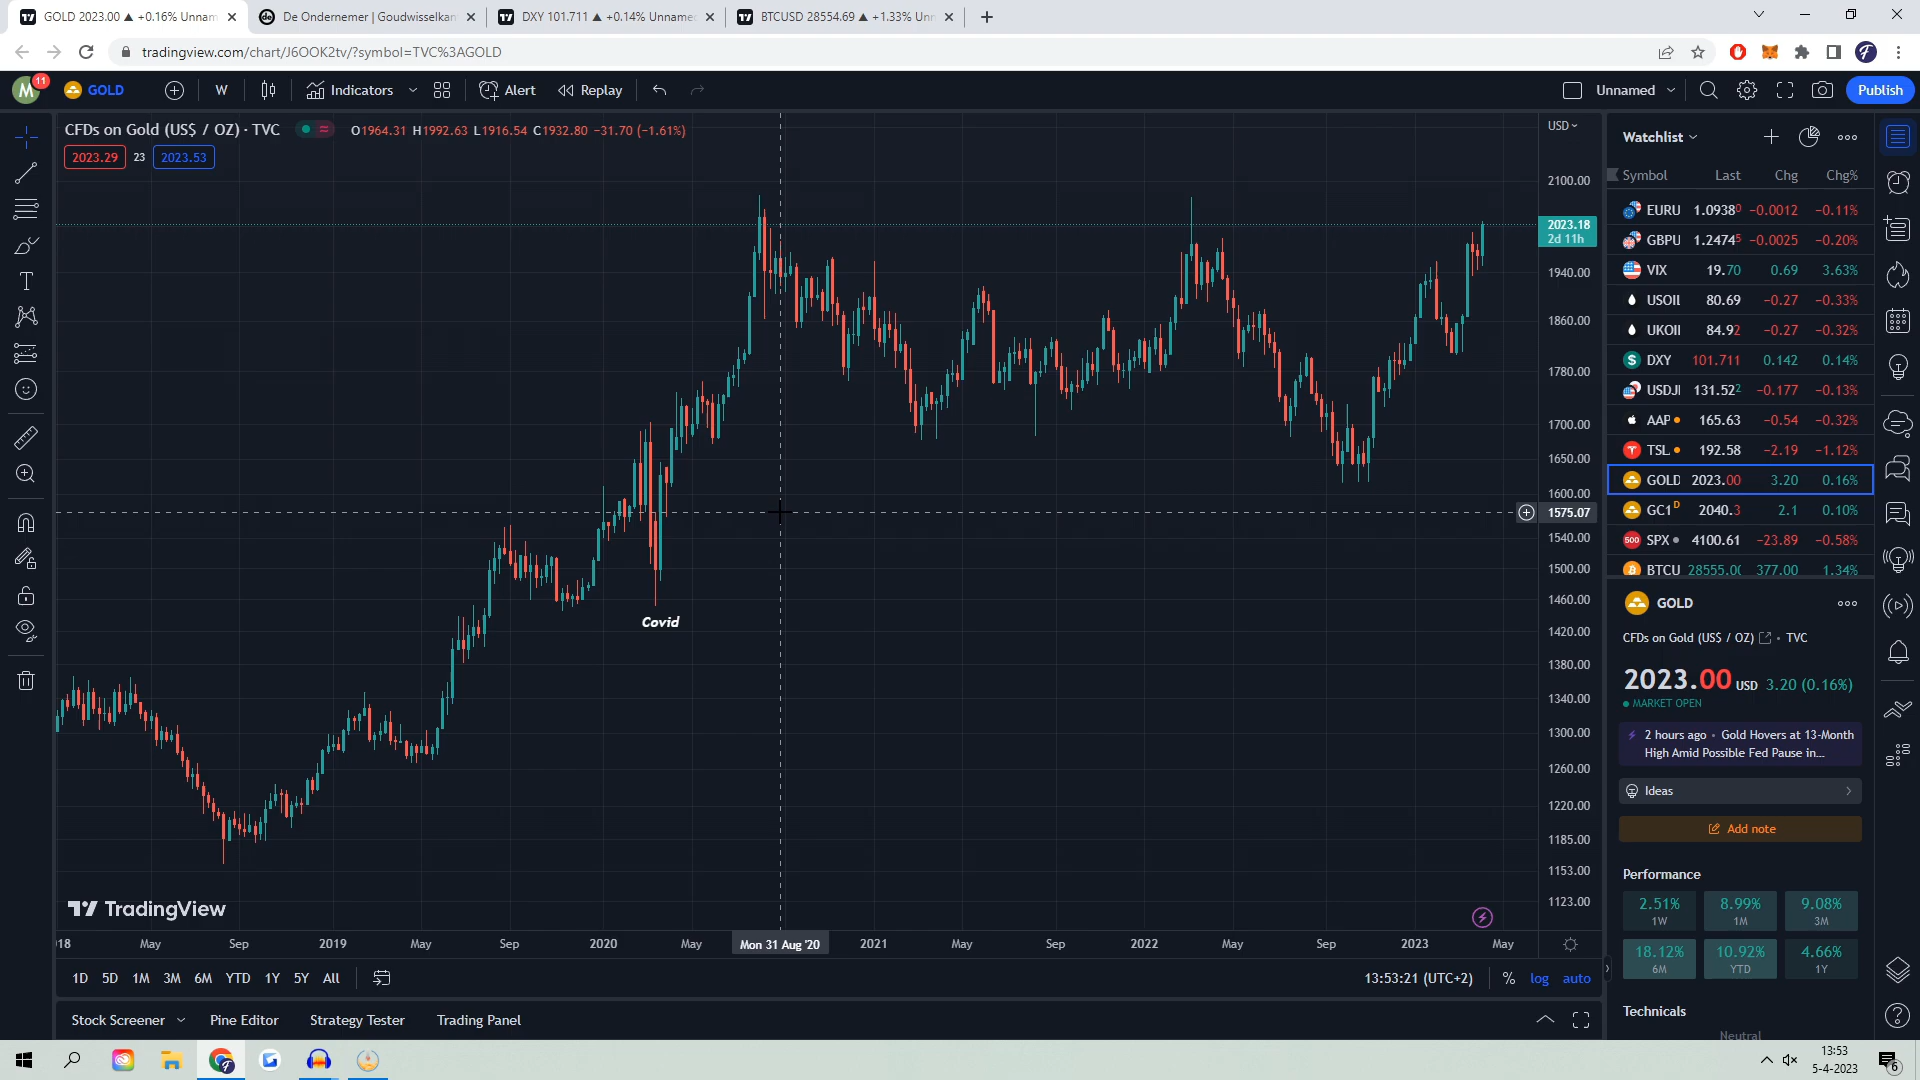 GOLD 2023.00 ▲ +0.16% Unnam
De Ondernemer | Goudwisselkan
DXY 101.711 ▲ +0.14% Unname
BTCUSD 28554.69 ▲ +1.33% Unn
tradingview.com/chart/J6OOK2tv/?symbol=TVC%3AGOLD
M
11
GOLD
W
Indicators
Alert
Replay
Unnamed
Publish
CFDs on Gold (US$ / OZ) · TVC
O1964.31 H1992.63 L1916.54 C1932.80 −31.70 (−1.61%)
2023.29 23 2023.53
USD
2100.00
2023.18
2d 11h
1940.00
1860.00
1780.00
1700.00
1650.00
1600.00
1575.07
1540.00
1500.00
1460.00
1420.00
1380.00
1340.00
1300.00
1260.00
1220.00
1185.00
1153.00
1123.00
Covid
TradingView
18 May Sep 2019 May Sep 2020 May Mon 31 Aug '20 2021 May Sep 2022 May Sep 2023 May
1D 5D 1M 3M 6M YTD 1Y 5Y All
13:53:21 (UTC+2) % log auto
Stock Screener Pine Editor Strategy Tester Trading Panel
Watchlist
Symbol Last Chg Chg%
EURU 1.0938⁰ −0.0012 −0.11%
GBPU 1.2474⁵ −0.0025 −0.20%
VIX 19.70 0.69 3.63%
USOIL 80.69 −0.27 −0.33%
UKOIL 84.92 −0.27 −0.32%
DXY 101.711 0.142 0.14%
USDJI 131.52² −0.177 −0.13%
AAP 165.63 −0.54 −0.32%
TSL 192.58 −2.19 −1.12%
GOLD 2023.00 3.20 0.16%
GC1 D 2040.3 2.1 0.10%
500 SPX 4100.61 −23.89 −0.58%
BTCU 28555.00 377.00 1.34%
GOLD
CFDs on Gold (US$ / OZ) • TVC
2023.00 USD 3.20 (0.16%)
MARKET OPEN
2 hours ago • Gold Hovers at 13-Month
High Amid Possible Fed Pause in...
Ideas
Add note
Performance
2.51% 8.99% 9.08%
1W 1M 3M
18.12% 10.92% 4.66%
6M YTD 1Y
Technicals
Neutral
13:53
5-4-2023
6